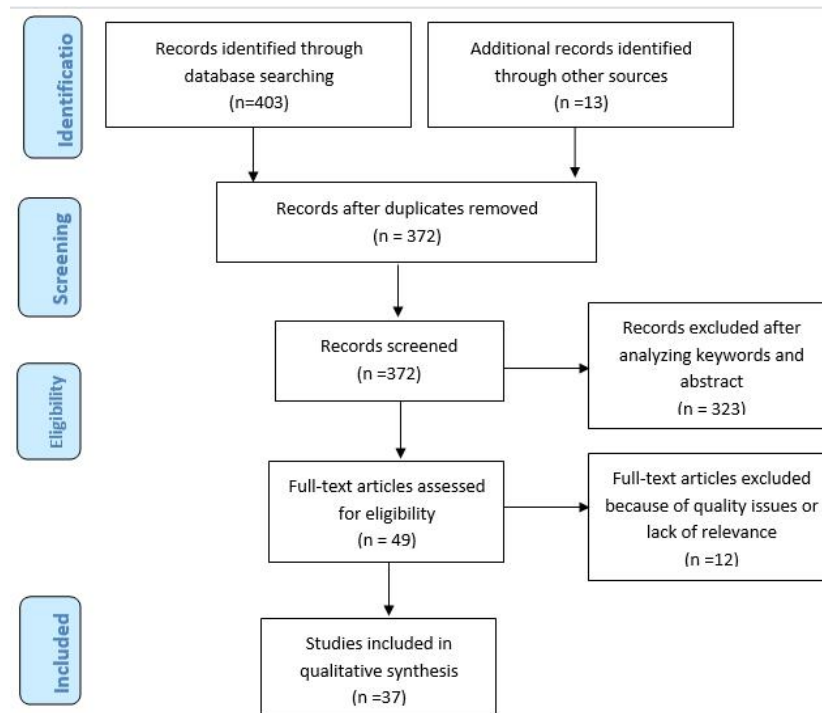 Identificatio
Records identified through
database searching
(n=403)
Additional records identified
through other sources
(n =13)
Screening
Records after duplicates removed
(n = 372)
Records screened
(n =372)
Records excluded after
analyzing keywords and
abstract
(n = 323)
Eligibility
Full-text articles assessed
for eligibility
(n = 49)
Full-text articles excluded
because of quality issues or
lack of relevance
(n =12)
Included
Studies included in
qualitative synthesis
(n =37)